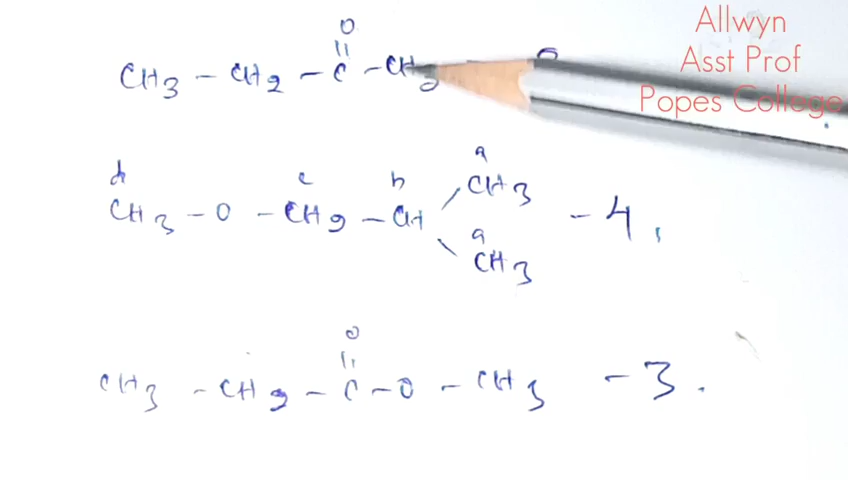 Allwyn
Asst Prof
Popes College
O
||
CH3 - CH2 - C - CH3
d c b a
CH3 - O - CH2 - CH CH3 - 4,
a
CH3
O
||
CH3 - CH2 - C - O - CH3 - 3.